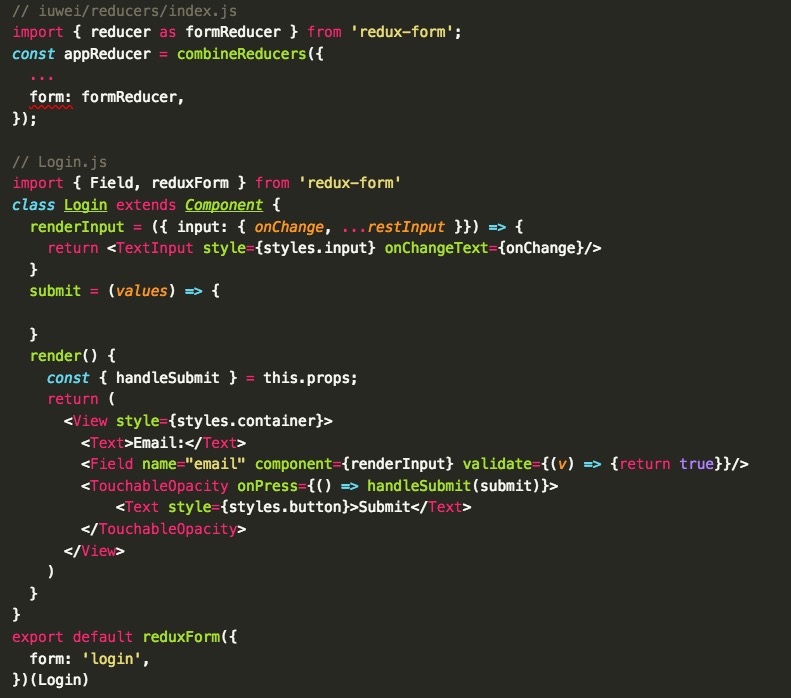 // iuwei/reducers/index.js
import { reducer as formReducer } from 'redux-form';
const appReducer = combineReducers({
  ...
  form: formReducer,
});

// Login.js
import { Field, reduxForm } from 'redux-form'
class Login extends Component {
  renderInput = ({ input: { onChange, ...restInput }}) => {
    return <TextInput style={styles.input} onChangeText={onChange}/>
  }
  submit = (values) => {

  }
  render() {
    const { handleSubmit } = this.props;
    return (
      <View style={styles.container}>
        <Text>Email:</Text>
        <Field name="email" component={renderInput} validate={(v) => {return true}}/>
        <TouchableOpacity onPress={() => handleSubmit(submit)}>
            <Text style={styles.button}>Submit</Text>
        </TouchableOpacity>
      </View>
    )
  }
}
export default reduxForm({
  form: 'login',
})(Login)